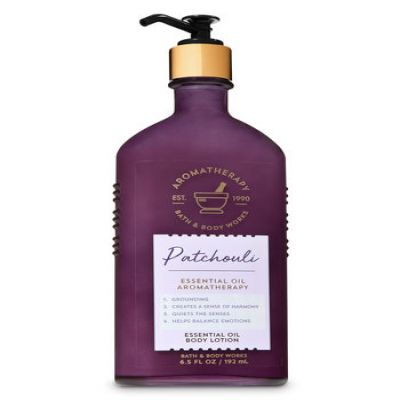 AROMATHERAPY
EST. 1990
BATH & BODY WORKS
Patchouli
ESSENTIAL OIL
AROMATHERAPY
1. GROUNDING
2. CREATES A SENSE OF HARMONY
3. QUIETS THE SENSES
4. HELPS BALANCE EMOTIONS
ESSENTIAL OIL
BODY LOTION
BATH & BODY WORKS
6.5 FL OZ / 192 mL